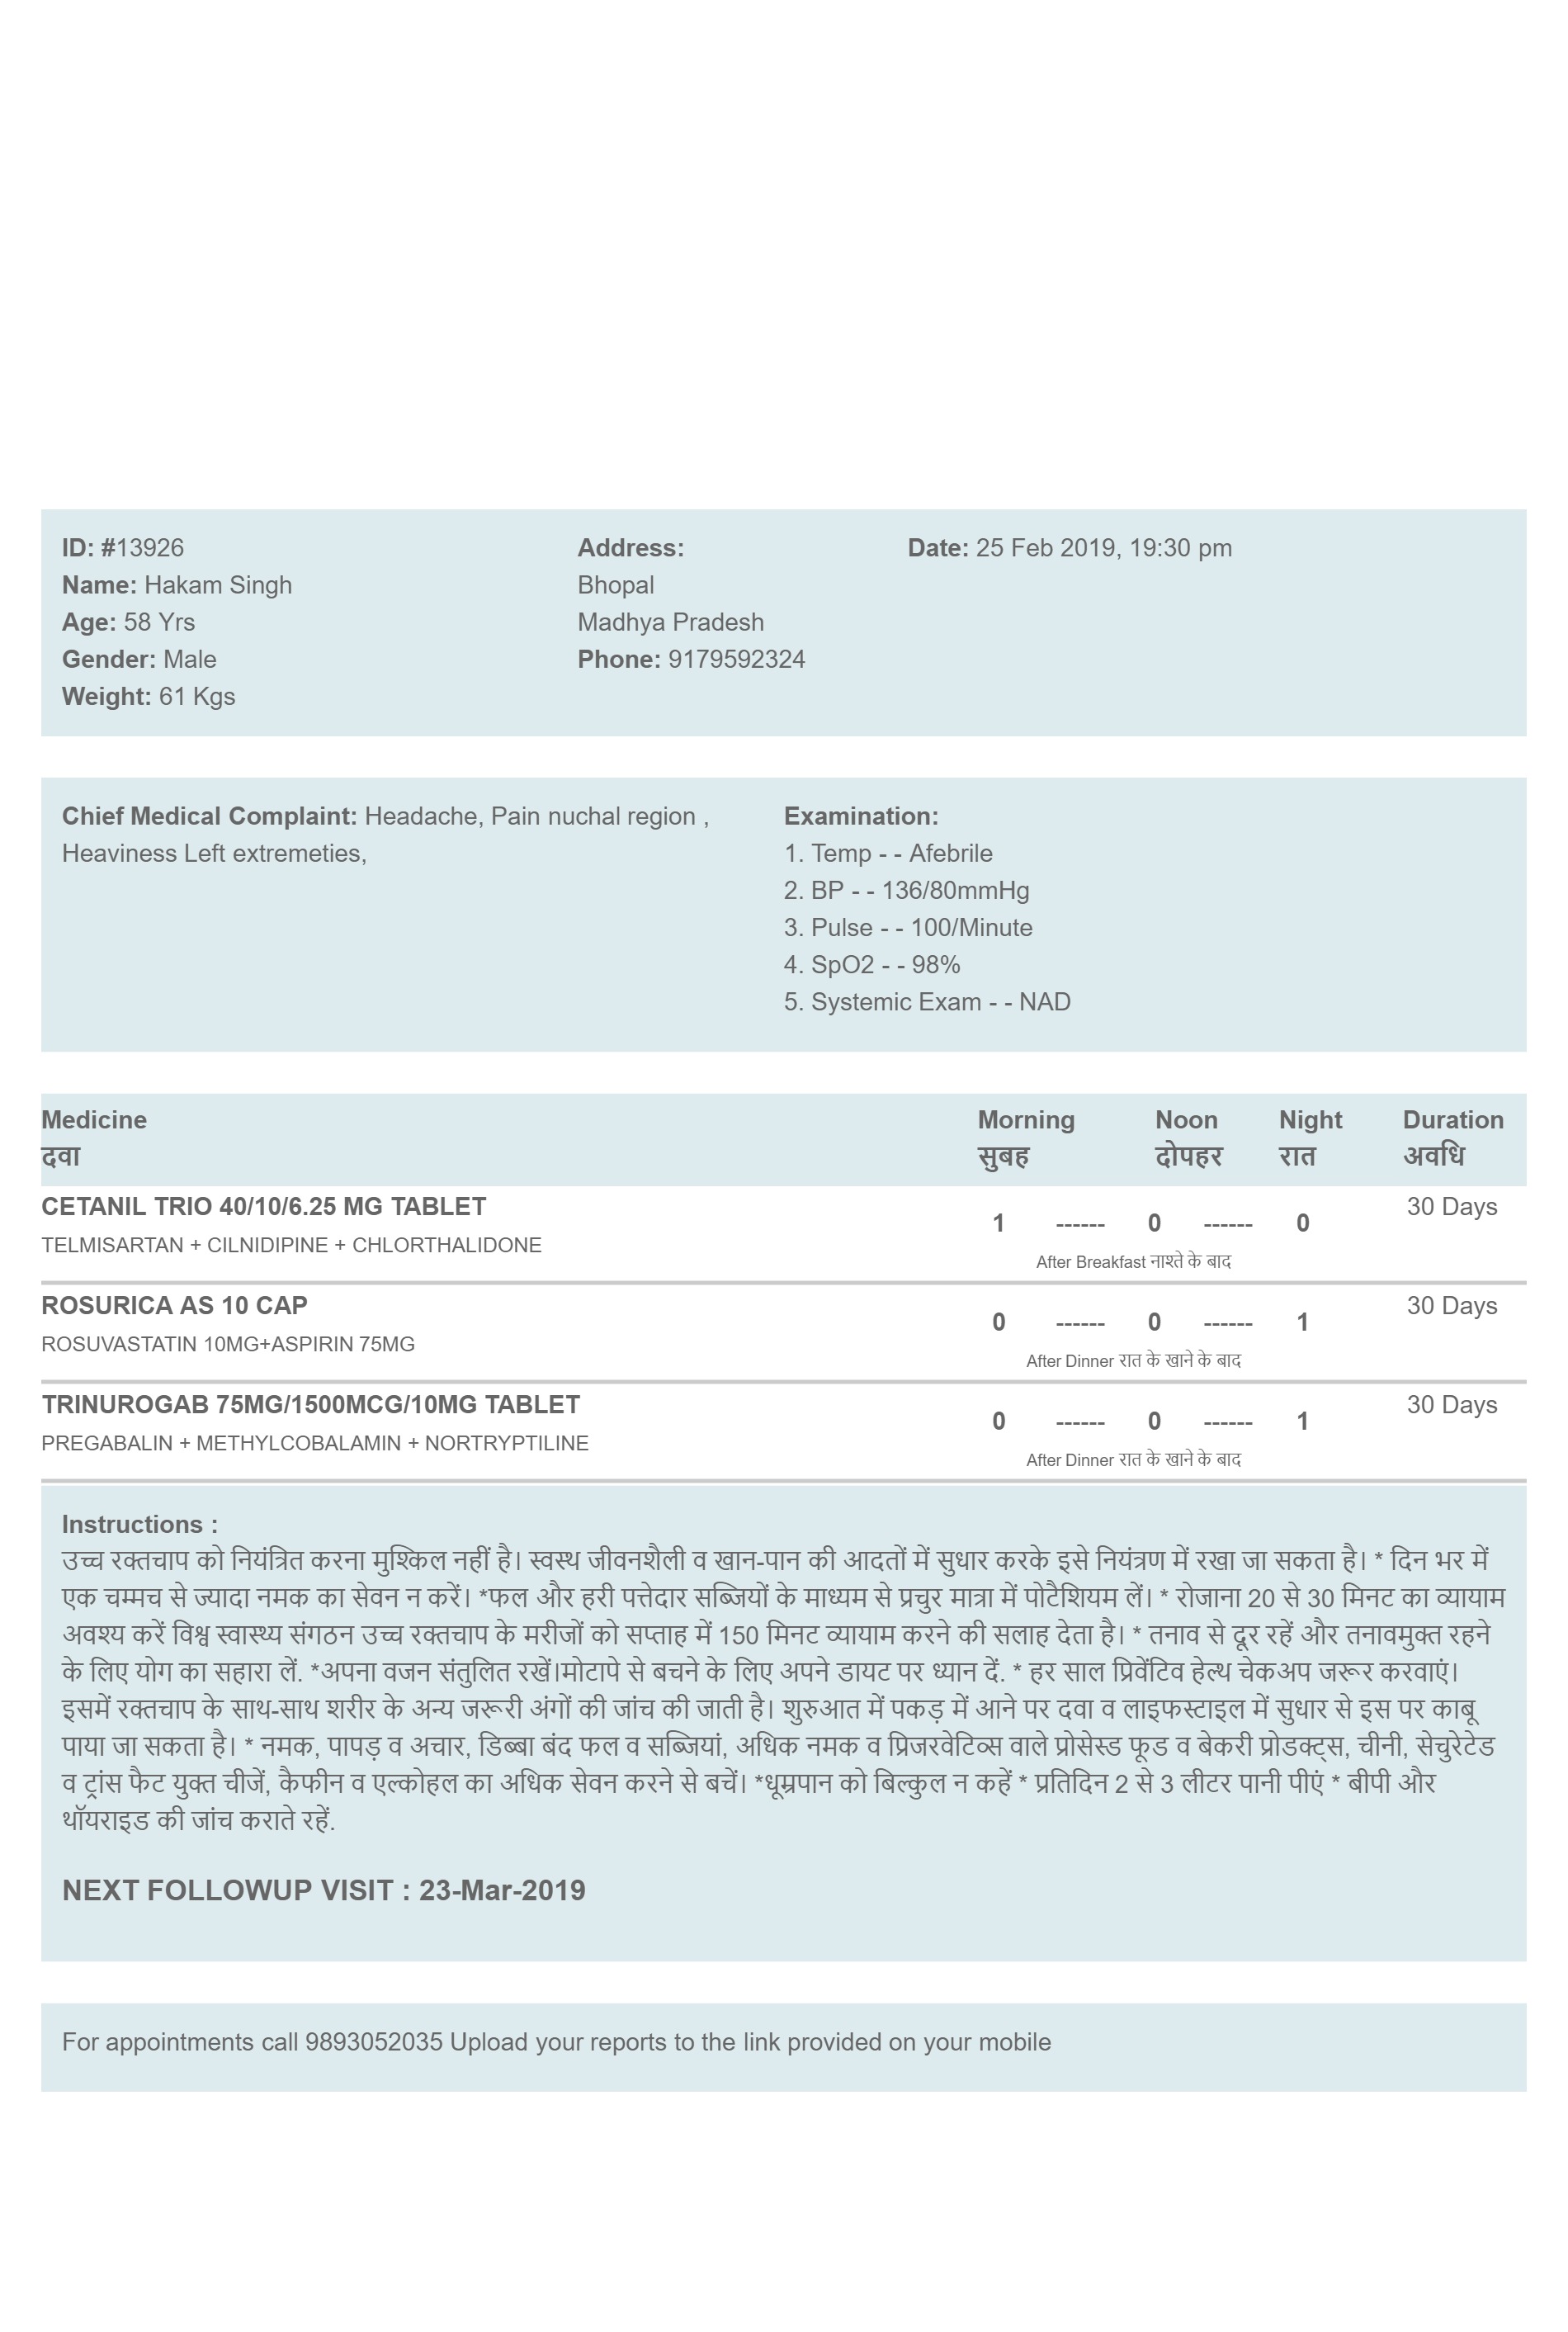 ID: #13926
Name: Hakam Singh
Age: 58 Yrs
Gender: Male
Weight: 61 Kgs
Address:
Bhopal
Madhya Pradesh
Phone: 9179592324
Date: 25 Feb 2019, 19:30 pm
Chief Medical Complaint: Headache, Pain nuchal region ,
Heaviness Left extremeties,
Examination:
1. Temp - - Afebrile
2. BP - - 136/80mmHg
3. Pulse - - 100/Minute
4. SpO2 - - 98%
5. Systemic Exam - - NAD
Medicine Morning Noon Night Duration
दवा सुबह दोपहर रात अवधि
CETANIL TRIO 40/10/6.25 MG TABLET 30 Days
1 ------ 0 ------ 0
TELMISARTAN + CILNIDIPINE + CHLORTHALIDONE
After Breakfast नाश्ते के बाद
ROSURICA AS 10 CAP 30 Days
0 ------ 0 ------ 1
ROSUVASTATIN 10MG+ASPIRIN 75MG
After Dinner रात के खाने के बाद
TRINUROGAB 75MG/1500MCG/10MG TABLET 30 Days
0 ------ 0 ------ 1
PREGABALIN + METHYLCOBALAMIN + NORTRYPTILINE
After Dinner रात के खाने के बाद
Instructions :
उच्च रक्तचाप को नियंत्रित करना मुश्किल नहीं है। स्वस्थ जीवनशैली व खान-पान की आदतों में सुधार करके इसे नियंत्रण में रखा जा सकता है। * दिन भर में
एक चम्मच से ज्यादा नमक का सेवन न करें। *फल और हरी पत्तेदार सब्जियों के माध्यम से प्रचुर मात्रा में पोटैशियम लें। * रोजाना 20 से 30 मिनट का व्यायाम
अवश्य करें विश्व स्वास्थ्य संगठन उच्च रक्तचाप के मरीजों को सप्ताह में 150 मिनट व्यायाम करने की सलाह देता है। * तनाव से दूर रहें और तनावमुक्त रहने
के लिए योग का सहारा लें. *अपना वजन संतुलित रखें।मोटापे से बचने के लिए अपने डायट पर ध्यान दें. * हर साल प्रिवेंटिव हेल्थ चेकअप जरूर करवाएं।
इसमें रक्तचाप के साथ-साथ शरीर के अन्य जरूरी अंगों की जांच की जाती है। शुरुआत में पकड़ में आने पर दवा व लाइफस्टाइल में सुधार से इस पर काबू
पाया जा सकता है। * नमक, पापड़ व अचार, डिब्बा बंद फल व सब्जियां, अधिक नमक व प्रिजरवेटिव्स वाले प्रोसेस्ड फूड व बेकरी प्रोडक्ट्स, चीनी, सेचुरेटेड
व ट्रांस फैट युक्त चीजें, कैफीन व एल्कोहल का अधिक सेवन करने से बचें। *धूम्रपान को बिल्कुल न कहें * प्रतिदिन 2 से 3 लीटर पानी पीएं * बीपी और
थॉयराइड की जांच कराते रहें.
NEXT FOLLOWUP VISIT : 23-Mar-2019
For appointments call 9893052035 Upload your reports to the link provided on your mobile